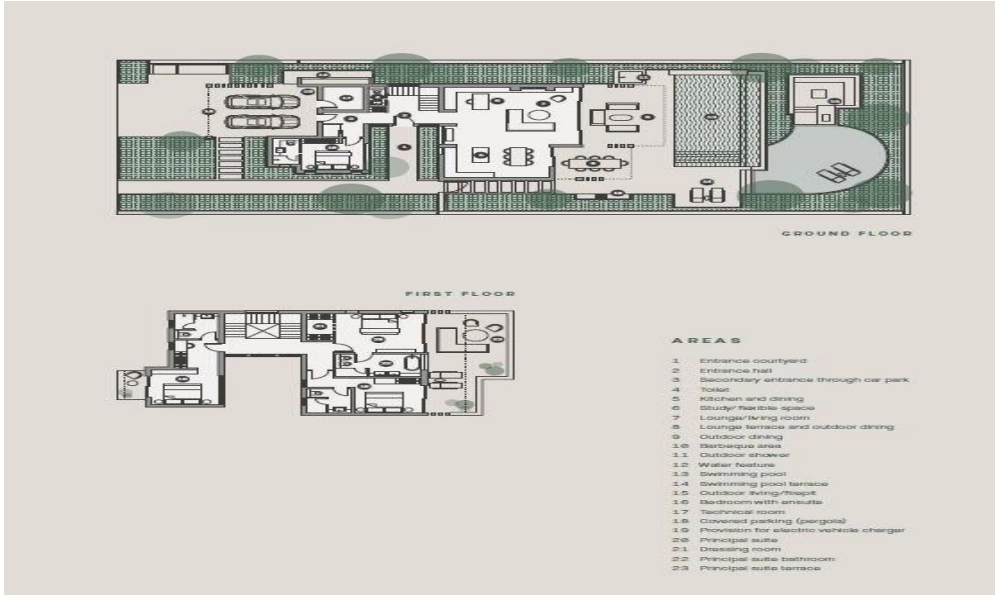 GROUND FLOOR
FIRST FLOOR
AREAS
1 Entrance courtyard
2 Entrance hall
3 Secondary entrance through car park
4 Toilet
5 Kitchen and dining
6 Study/flexible space
7 Lounge/living room
8 Lounge terrace and outdoor dining
9 Outdoor dining
10 Barbeque area
11 Outdoor shower
12 Water feature
13 Swimming pool
14 Swimming pool terrace
15 Outdoor living/firepit
16 Bedroom with ensuite
17 Technical room
18 Covered parking (pergola)
19 Provision for electric vehicle charger
20 Principal suite
21 Dressing room
22 Principal suite bathroom
23 Principal suite terrace